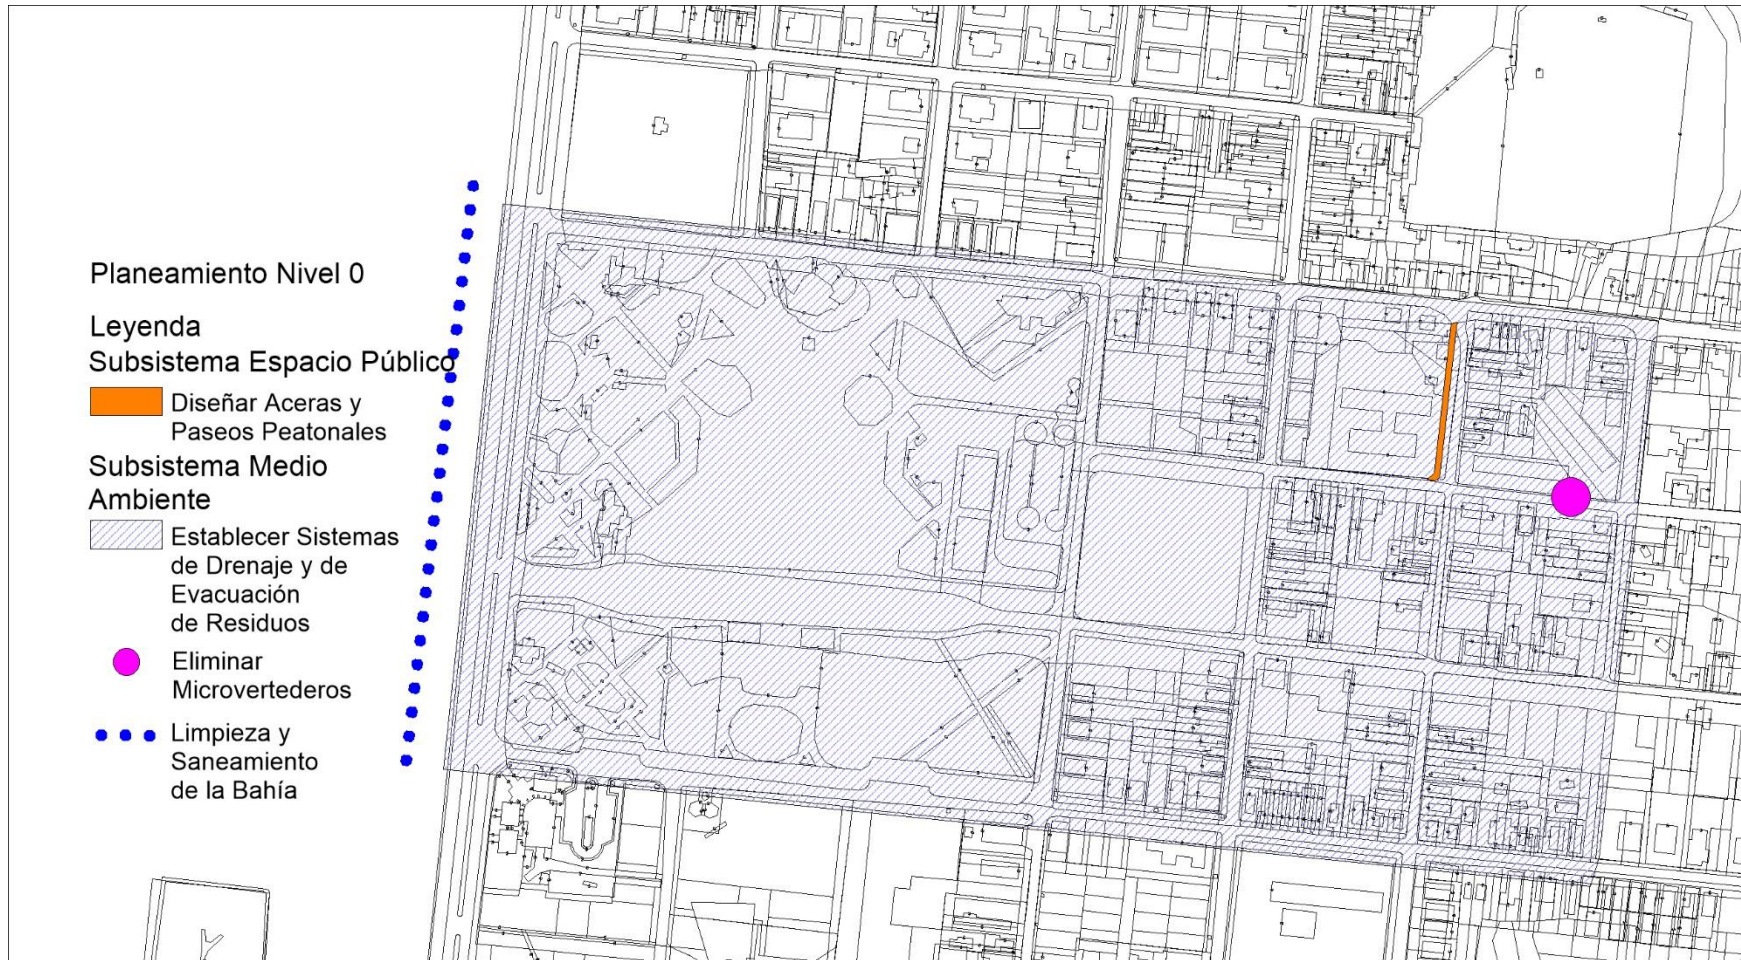 Planeamiento Nivel 0
Leyenda
Subsistema Espacio Público
Diseñar Aceras y
Paseos Peatonales
Subsistema Medio
Ambiente
Establecer Sistemas
de Drenaje y de
Evacuación
de Residuos
Eliminar
Microvertederos
Limpieza y
Saneamiento
de la Bahía